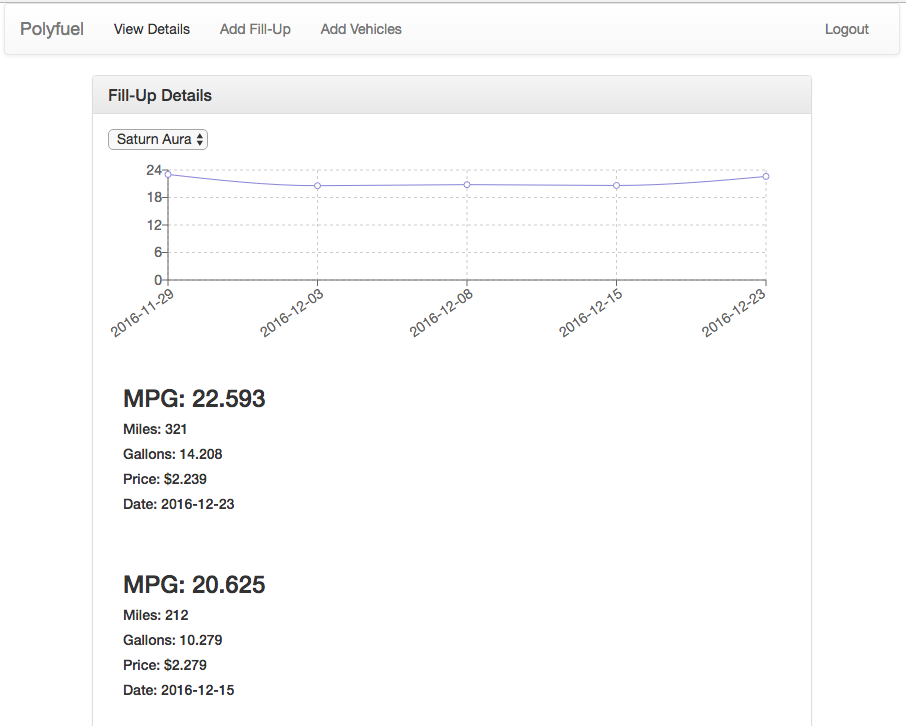 Polyfuel View Details Add Fill-Up Add Vehicles Logout
Fill-Up Details
Saturn Aura
24
18
12
6
0
2016-11-29 2016-12-03 2016-12-08 2016-12-15 2016-12-23
MPG: 22.593
Miles: 321
Gallons: 14.208
Price: $2.239
Date: 2016-12-23
MPG: 20.625
Miles: 212
Gallons: 10.279
Price: $2.279
Date: 2016-12-15